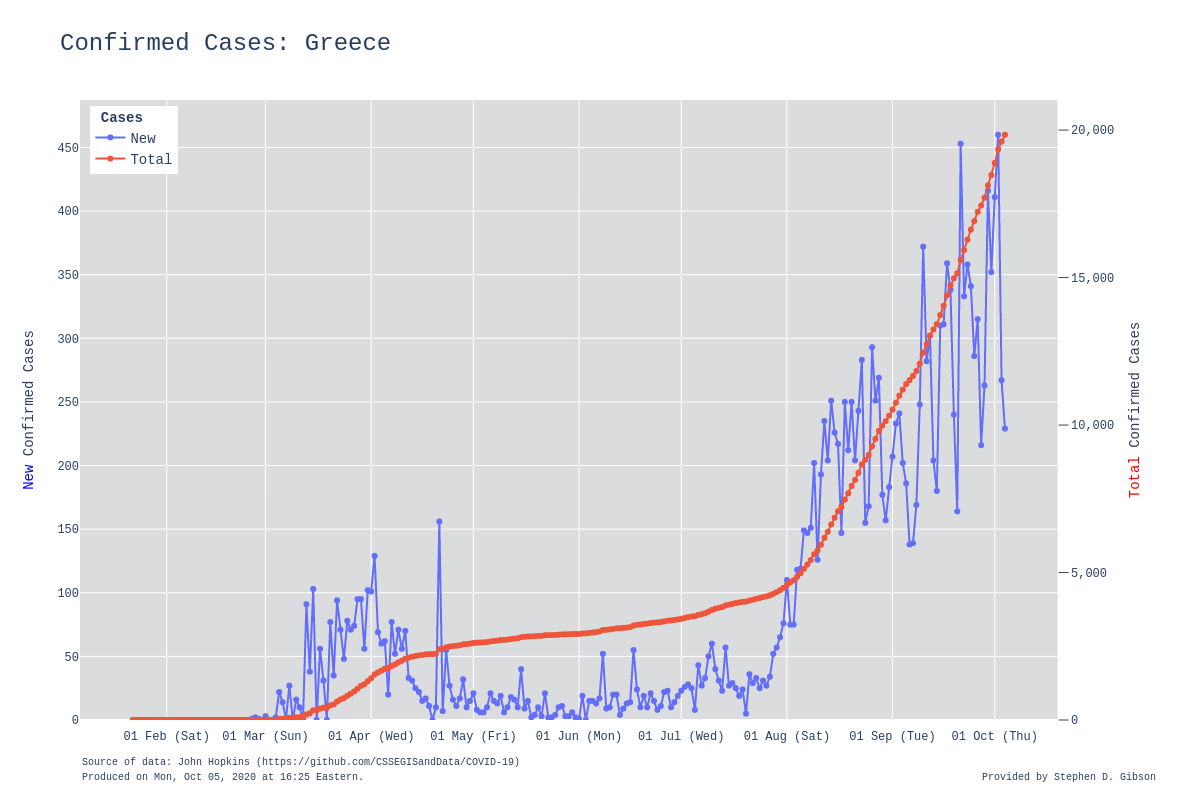 Confirmed Cases: Greece
Cases
New
Total
450
400
350
300
250
200
150
100
50
0
20,000
15,000
10,000
5,000
0
New Confirmed Cases
Total Confirmed Cases
01 Feb (Sat) 01 Mar (Sun) 01 Apr (Wed) 01 May (Fri) 01 Jun (Mon) 01 Jul (Wed) 01 Aug (Sat) 01 Sep (Tue) 01 Oct (Thu)
Source of data: John Hopkins (https://github.com/CSSEGISandData/COVID-19)
Produced on Mon, Oct 05, 2020 at 16:25 Eastern.
Provided by Stephen D. Gibson